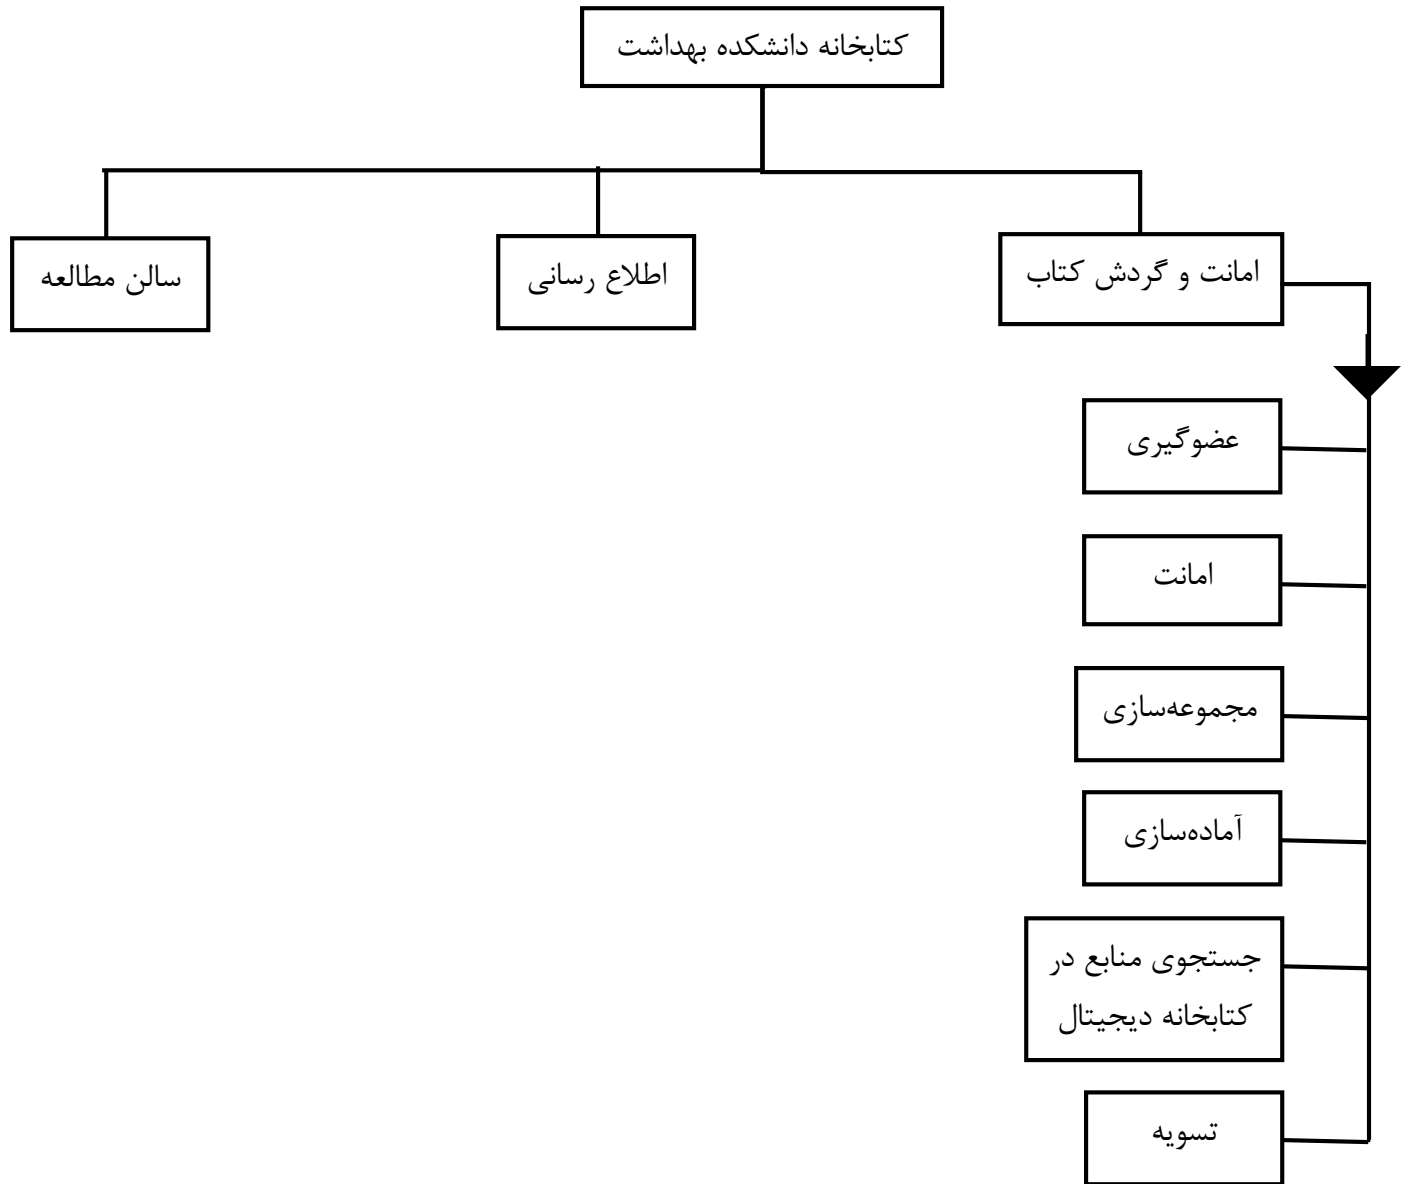 کتابخانه دانشکده بهداشت
امانت و گردش کتاب
اطلاع رسانی
سالن مطالعه
عضوگیری
امانت
مجموعه‌سازی
آماده‌سازی
جستجوی منابع در
کتابخانه دیجیتال
تسویه